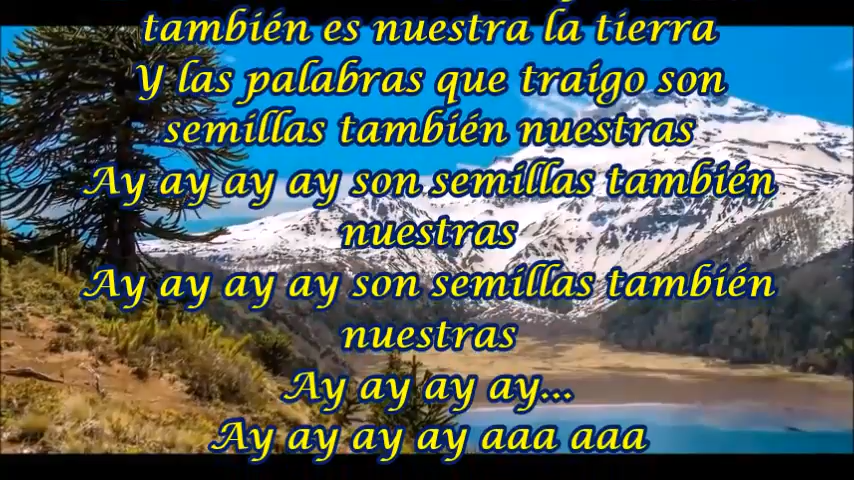 también es nuestra la tierra
Y las palabras que traigo son
semillas también nuestras
Ay ay ay ay son semillas también
nuestras
Ay ay ay ay son semillas también
nuestras
Ay ay ay ay...
Ay ay ay ay aaa aaa